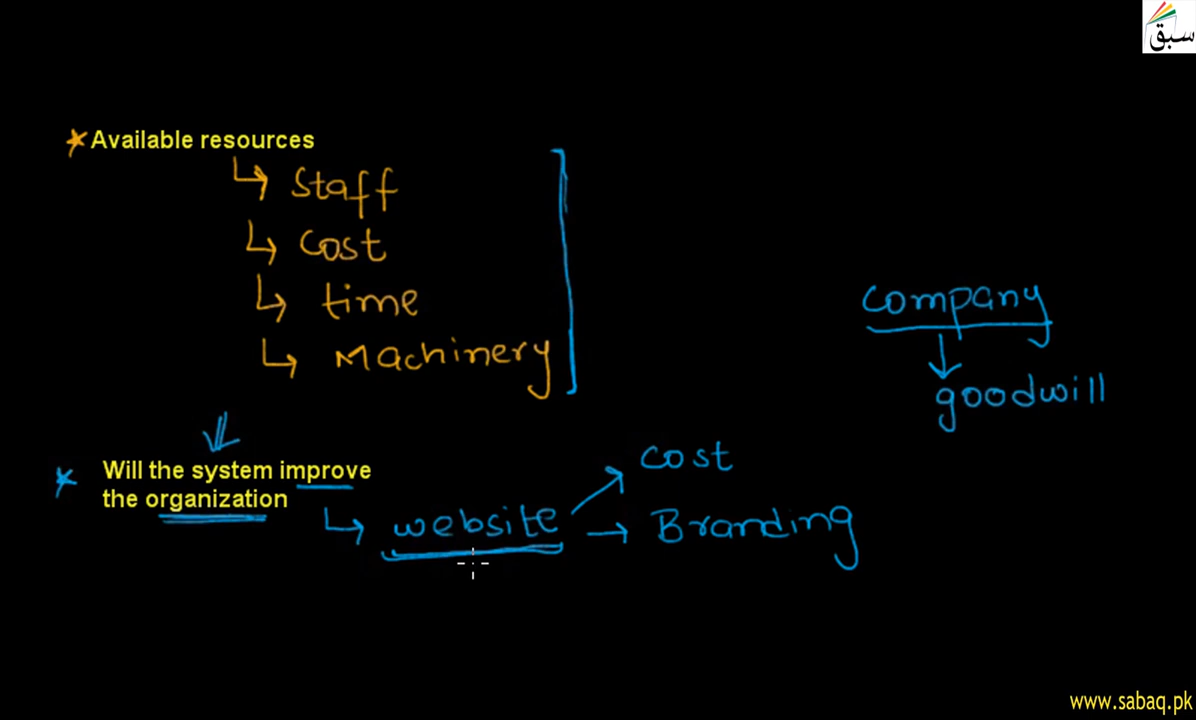 سبق
Available resources
staff
cost
time
Machinery
company
goodwill
Will the system improve
the organization
cost
website
Branding
www.sabaq.pk